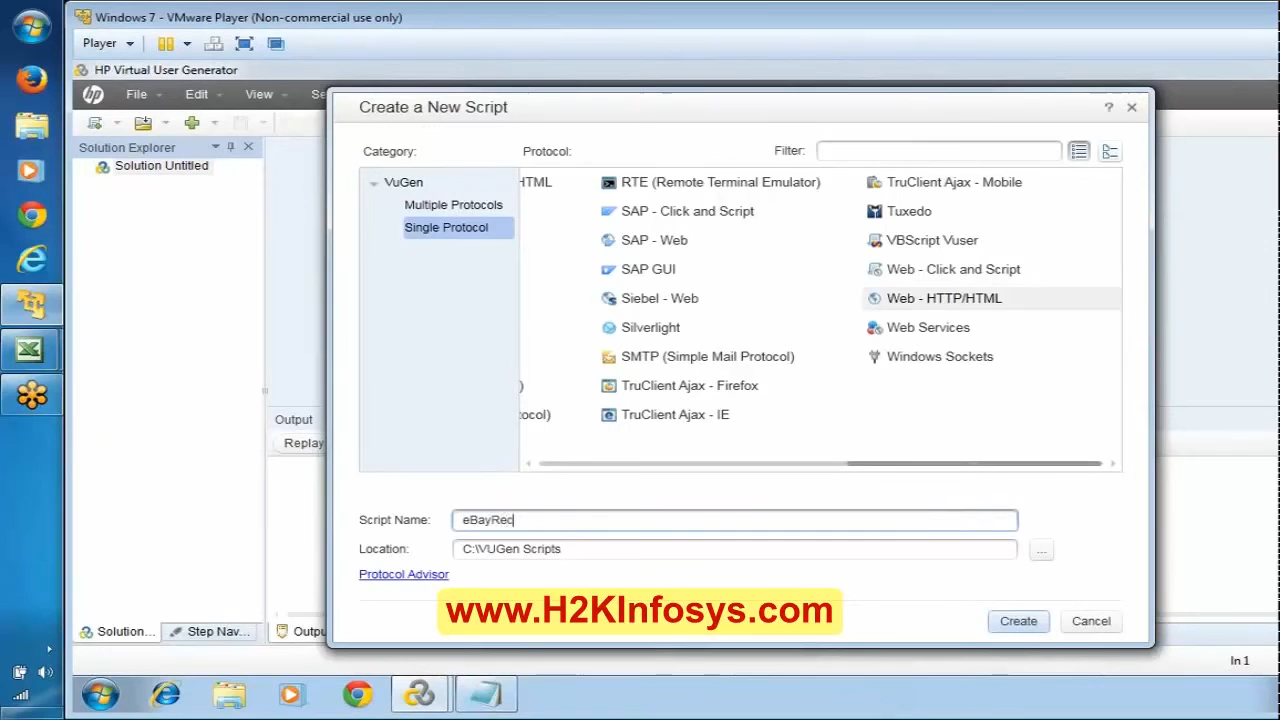 Windows 7 - VMware Player (Non-commercial use only)
Player
HP Virtual User Generator
hp File Edit View
Create a New Script
Solution Explorer
Solution Untitled
Category: Protocol: Filter:
VuGen
Multiple Protocols
Single Protocol
HTML
ocol)
RTE (Remote Terminal Emulator)
SAP - Click and Script
SAP - Web
SAP GUI
Siebel - Web
Silverlight
SMTP (Simple Mail Protocol)
TruClient Ajax - Firefox
TruClient Ajax - IE
TruClient Ajax - Mobile
Tuxedo
VBScript Vuser
Web - Click and Script
Web - HTTP/HTML
Web Services
Windows Sockets
Output
Replay
Script Name: eBayRec
Location: C:\VUGen Scripts ...
Protocol Advisor
www.H2KInfosys.com
Create Cancel
Solution... Step Nav... Outpu
ln 1